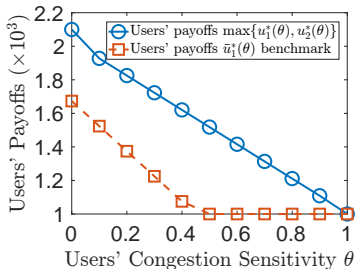 2.2
2
1.8
1.6
1.4
1.2
1
Users' Payoffs (×10³)
Users' payoffs max{u₁*(θ), u₂*(θ)}
Users' payoffs ū₁*(θ) benchmark
0 0.2 0.4 0.6 0.8 1
Users' Congestion Sensitivity θ